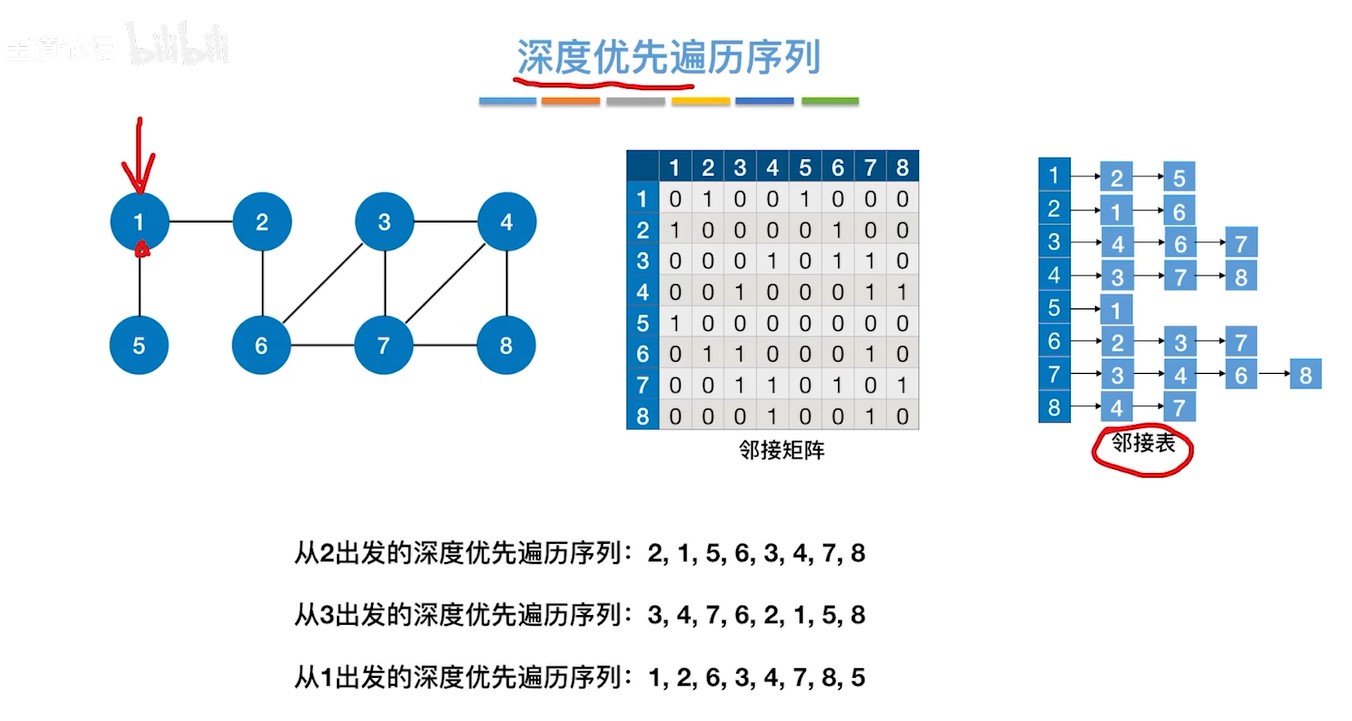 bilibili
深度优先遍历序列
1 2 3 4
5 6 7 8
1 2 3 4 5 6 7 8
1 0 1 0 0 1 0 0 0
2 1 0 0 0 0 1 0 0
3 0 0 0 1 0 1 1 0
4 0 0 1 0 0 0 1 1
5 1 0 0 0 0 0 0 0
6 0 1 1 0 0 0 1 0
7 0 0 1 1 0 1 0 1
8 0 0 0 1 0 0 1 0
邻接矩阵
1 2 5
2 1 6
3 4 6 7
4 3 7 8
5 1
6 2 3 7
7 3 4 6 8
8 4 7
邻接表
从2出发的深度优先遍历序列：2, 1, 5, 6, 3, 4, 7, 8
从3出发的深度优先遍历序列：3, 4, 7, 6, 2, 1, 5, 8
从1出发的深度优先遍历序列：1, 2, 6, 3, 4, 7, 8, 5